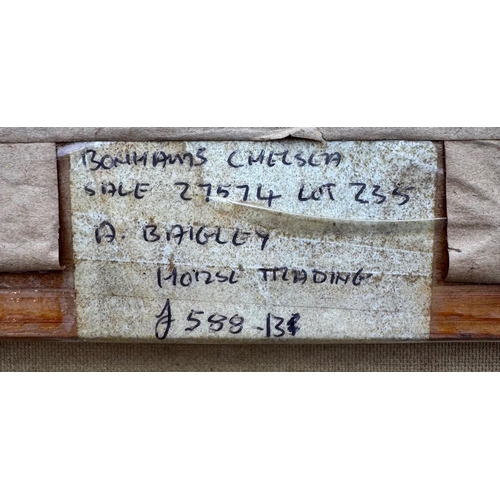 BONHAMS CHELSEA
SALE 27574 LOT 235
A BAIGLEY
HORSE TRADING
588-13